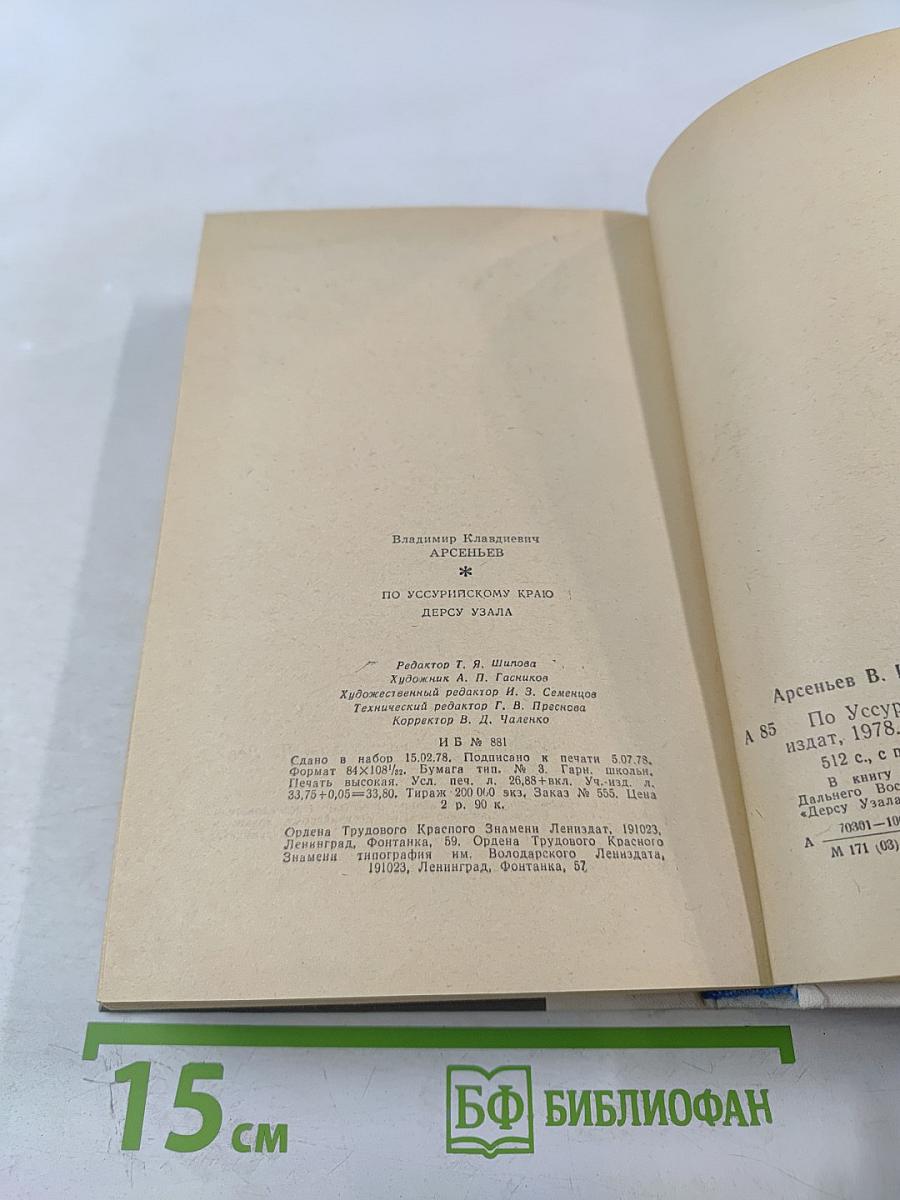 Владимир Клавдиевич
АРСЕНЬЕВ
*
ПО УССУРИЙСКОМУ КРАЮ
ДЕРСУ УЗАЛА
Редактор Т. Я. Шилова
Художник А. П. Гасников
Художественный редактор И. З. Семенцов
Технический редактор Г. В. Преснова
Корректор В. Д. Чаленко
И Б № 881
Сдано в набор 15.02.78. Подписано к печати 5.07.78.
Формат 84×108¹/₃₂. Бумага тип. № 3. Гарн. школьн.
Печать высокая. Усл. печ. л. 26,88+вкл. Уч.-изд. л.
33,75+0,05=33,80. Тираж 200 000 экз. Заказ № 555. Цена
2 р. 90 к.
Ордена Трудового Красного Знамени Лениздат, 191023,
Ленинград, Фонтанка, 59. Ордена Трудового Красного
Знамени типография им. Володарского Лениздата,
191023, Ленинград, Фонтанка, 57
Арсеньев В.
А 85 По Уссур
издат, 1978.
512 с., с
В книгу
Дальнего Вос
«Дерсу Узала
А 70301—10
М 171 (03)
15 см
БФ БИБЛИОФАН